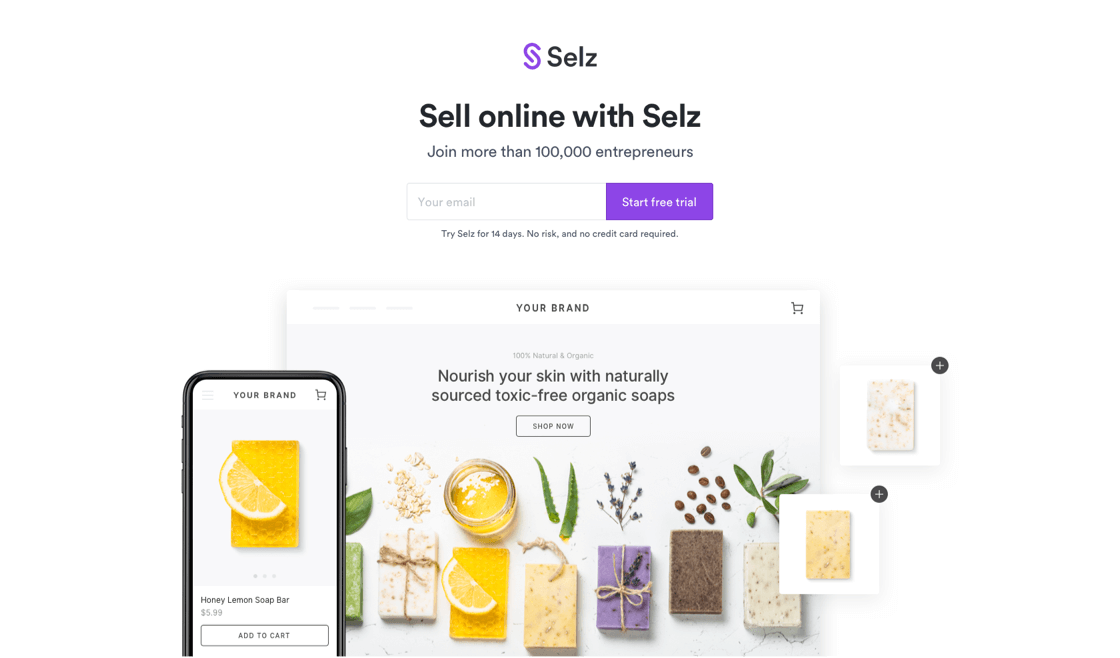 Selz
Sell online with Selz
Join more than 100,000 entrepreneurs
Your email
Start free trial
Try Selz for 14 days. No risk, and no credit card required.
YOUR BRAND
100% Natural & Organic
Nourish your skin with naturally
sourced toxic-free organic soaps
SHOP NOW
YOUR BRAND
Honey Lemon Soap Bar
$5.99
ADD TO CART